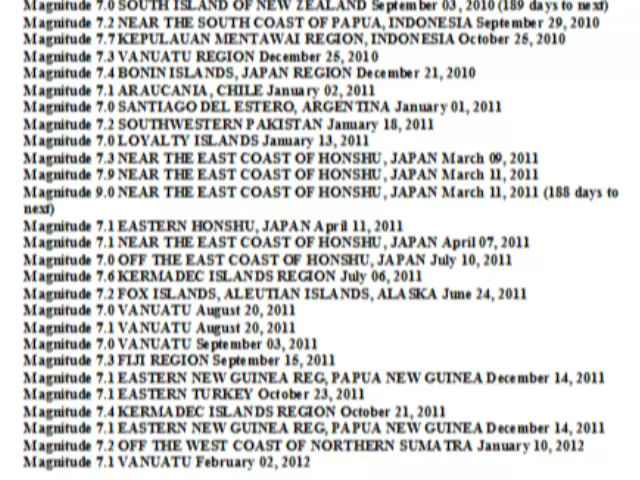 Magnitude 7.0 SOUTH ISLAND OF NEW ZEALAND September 03, 2010 (189 days to next)
Magnitude 7.2 NEAR THE SOUTH COAST OF PAPUA, INDONESIA September 29, 2010
Magnitude 7.7 KEPULAUAN MENTAWAI REGION, INDONESIA October 25, 2010
Magnitude 7.3 VANUATU REGION December 25, 2010
Magnitude 7.4 BONIN ISLANDS, JAPAN REGION December 21, 2010
Magnitude 7.1 ARAUCANIA, CHILE January 02, 2011
Magnitude 7.0 SANTIAGO DEL ESTERO, ARGENTINA January 01, 2011
Magnitude 7.2 SOUTHWESTERN PAKISTAN January 18, 2011
Magnitude 7.0 LOYALTY ISLANDS January 13, 2011
Magnitude 7.3 NEAR THE EAST COAST OF HONSHU, JAPAN March 09, 2011
Magnitude 7.9 NEAR THE EAST COAST OF HONSHU, JAPAN March 11, 2011
Magnitude 9.0 NEAR THE EAST COAST OF HONSHU, JAPAN March 11, 2011 (188 days to
next)
Magnitude 7.1 EASTERN HONSHU, JAPAN April 11, 2011
Magnitude 7.1 NEAR THE EAST COAST OF HONSHU, JAPAN April 07, 2011
Magnitude 7.0 OFF THE EAST COAST OF HONSHU, JAPAN July 10, 2011
Magnitude 7.6 KERMADEC ISLANDS REGION July 06, 2011
Magnitude 7.2 FOX ISLANDS, ALEUTIAN ISLANDS, ALASKA June 24, 2011
Magnitude 7.0 VANUATU August 20, 2011
Magnitude 7.1 VANUATU August 20, 2011
Magnitude 7.0 VANUATU September 03, 2011
Magnitude 7.3 FIJI REGION September 15, 2011
Magnitude 7.1 EASTERN NEW GUINEA REG, PAPUA NEW GUINEA December 14, 2011
Magnitude 7.1 EASTERN TURKEY October 23, 2011
Magnitude 7.4 KERMADEC ISLANDS REGION October 21, 2011
Magnitude 7.1 EASTERN NEW GUINEA REG, PAPUA NEW GUINEA December 14, 2011
Magnitude 7.2 OFF THE WEST COAST OF NORTHERN SUMATRA January 10, 2012
Magnitude 7.1 VANUATU February 02, 2012